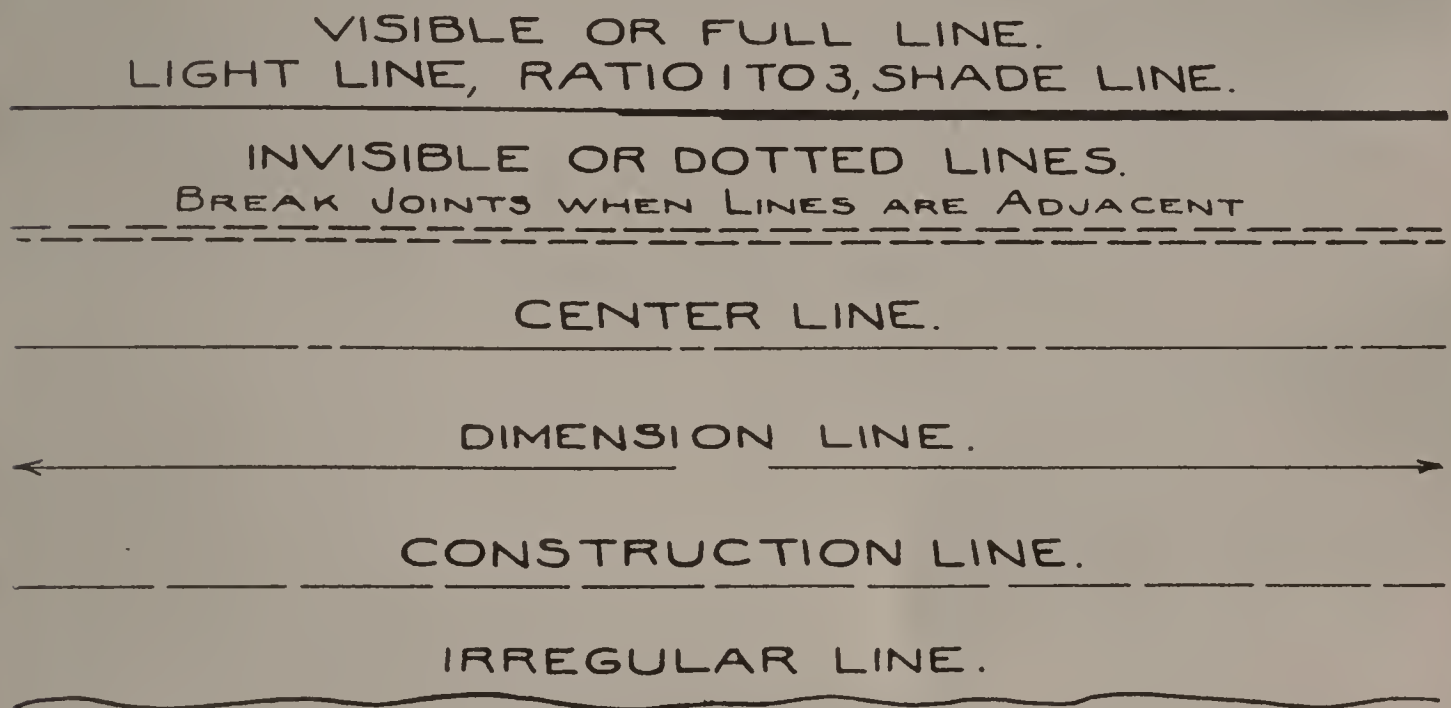 VISIBLE OR FULL LINE.
LIGHT LINE, RATIO 1 TO 3, SHADE LINE.
INVISIBLE OR DOTTED LINES.
BREAK JOINTS WHEN LINES ARE ADJACENT
CENTER LINE.
DIMENSION LINE.
CONSTRUCTION LINE.
IRREGULAR LINE.